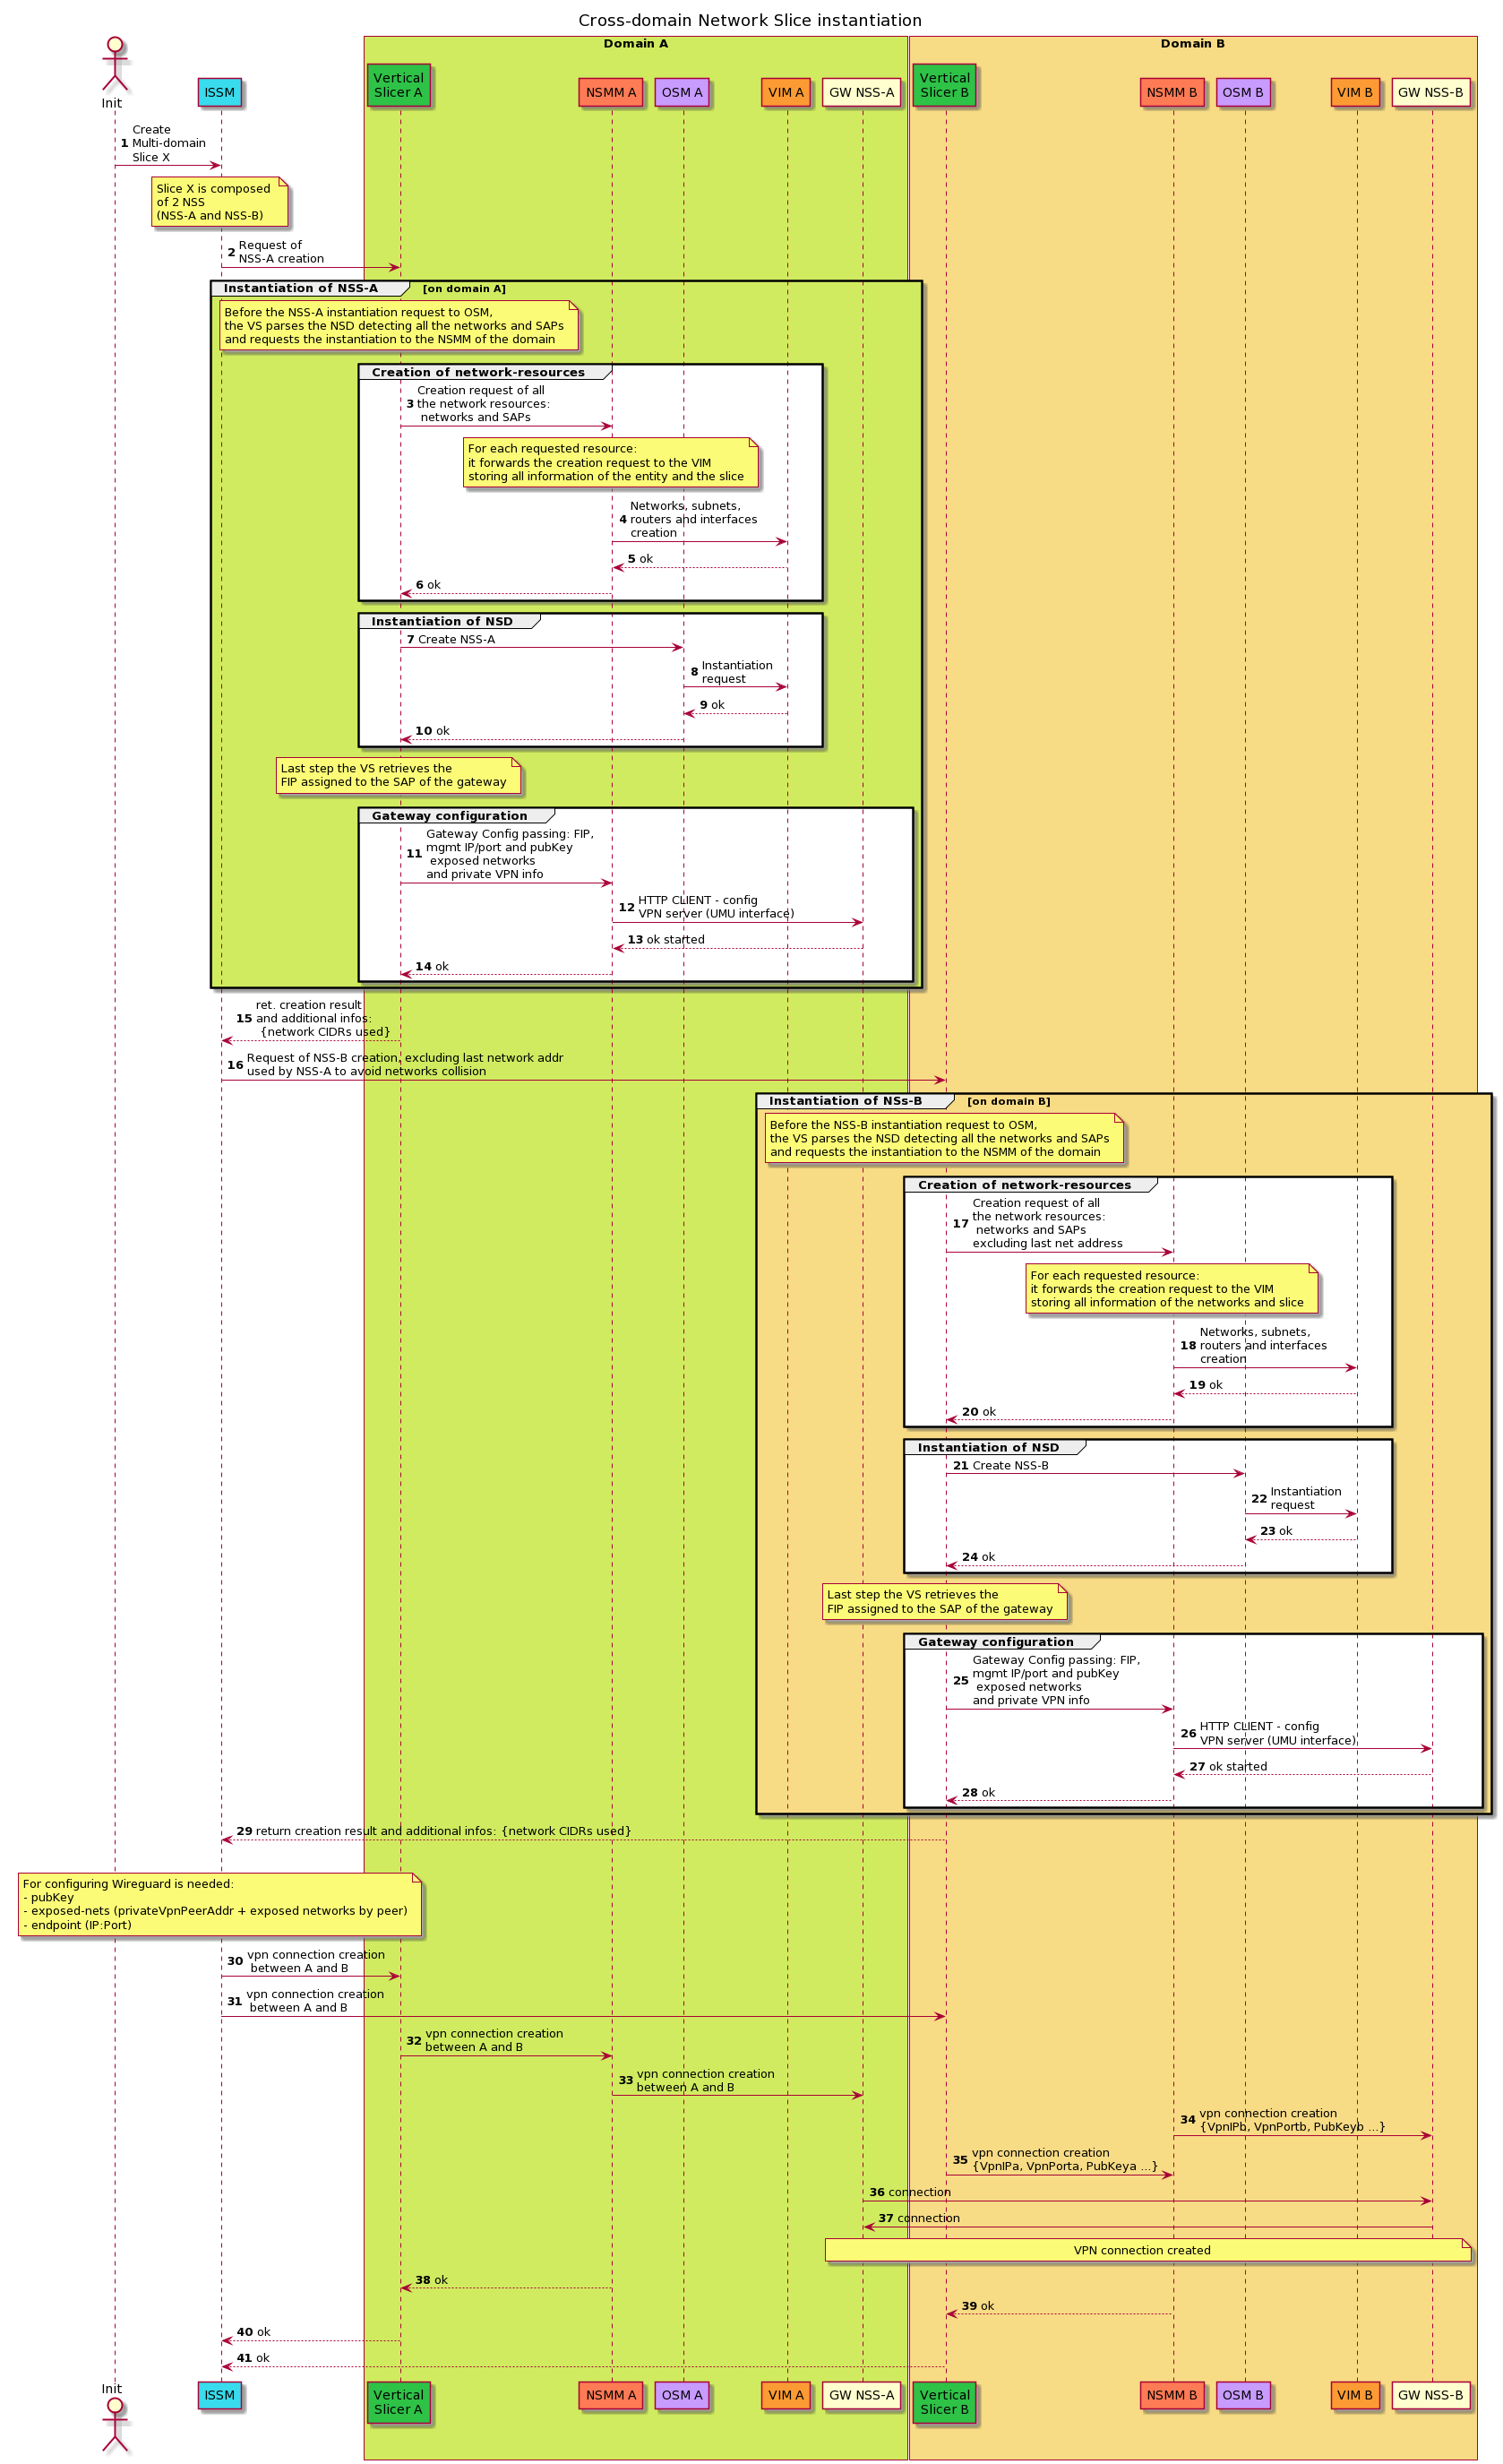 Cross-domain Network Slice instantiation
Domain A
Domain B
Init
ISSM
Vertical
Slicer A
NSMM A
OSM A
VIM A
GW NSS-A
Vertical
Slicer B
NSMM B
OSM B
VIM B
GW NSS-B
1 Create
Multi-domain
Slice X
Slice X is composed
of 2 NSS
(NSS-A and NSS-B)
2 Request of
NSS-A creation
Instantiation of NSS-A [on domain A]
Before the NSS-A instantiation request to OSM,
the VS parses the NSD detecting all the networks and SAPs
and requests the instantiation to the NSMM of the domain
Creation of network-resources
3 Creation request of all
the network resources:
networks and SAPs
For each requested resource:
it forwards the creation request to the VIM
storing all information of the entity and the slice
4 Networks, subnets,
routers and interfaces
creation
5 ok
6 ok
Instantiation of NSD
7 Create NSS-A
8 Instantiation
request
9 ok
10 ok
Last step the VS retrieves the
FIP assigned to the SAP of the gateway
Gateway configuration
11 Gateway Config passing: FIP,
mgmt IP/port and pubKey
exposed networks
and private VPN info
12 HTTP CLIENT - config
VPN server (UMU interface)
13 ok started
14 ok
15 ret. creation result
and additional infos:
{network CIDRs used}
16 Request of NSS-B creation, excluding last network addr
used by NSS-A to avoid networks collision
Instantiation of NSs-B [on domain B]
Before the NSS-B instantiation request to OSM,
the VS parses the NSD detecting all the networks and SAPs
and requests the instantiation to the NSMM of the domain
Creation of network-resources
17 Creation request of all
the network resources:
networks and SAPs
excluding last net address
For each requested resource:
it forwards the creation request to the VIM
storing all information of the networks and slice
18 Networks, subnets,
routers and interfaces
creation
19 ok
20 ok
Instantiation of NSD
21 Create NSS-B
22 Instantiation
request
23 ok
24 ok
Last step the VS retrieves the
FIP assigned to the SAP of the gateway
Gateway configuration
25 Gateway Config passing: FIP,
mgmt IP/port and pubKey
exposed networks
and private VPN info
26 HTTP CLIENT - config
VPN server (UMU interface)
27 ok started
28 ok
29 return creation result and additional infos: {network CIDRs used}
For configuring Wireguard is needed:
- pubKey
- exposed-nets (privateVpnPeerAddr + exposed networks by peer)
- endpoint (IP:Port)
30 vpn connection creation
between A and B
31 vpn connection creation
between A and B
32 vpn connection creation
between A and B
33 vpn connection creation
between A and B
34 vpn connection creation
{VpnIPb, VpnPortb, PubKeyb ...}
35 vpn connection creation
{VpnIPa, VpnPorta, PubKeya ...}
36 connection
37 connection
VPN connection created
38 ok
39 ok
40 ok
41 ok
Init
ISSM
Vertical
Slicer A
NSMM A
OSM A
VIM A
GW NSS-A
Vertical
Slicer B
NSMM B
OSM B
VIM B
GW NSS-B